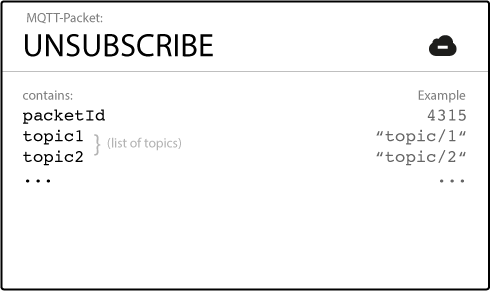 MQTT-Packet:
UNSUBSCRIBE
contains: Example
packetId 4315
topic1 “topic/1“
} (list of topics)
topic2 “topic/2“
... ...